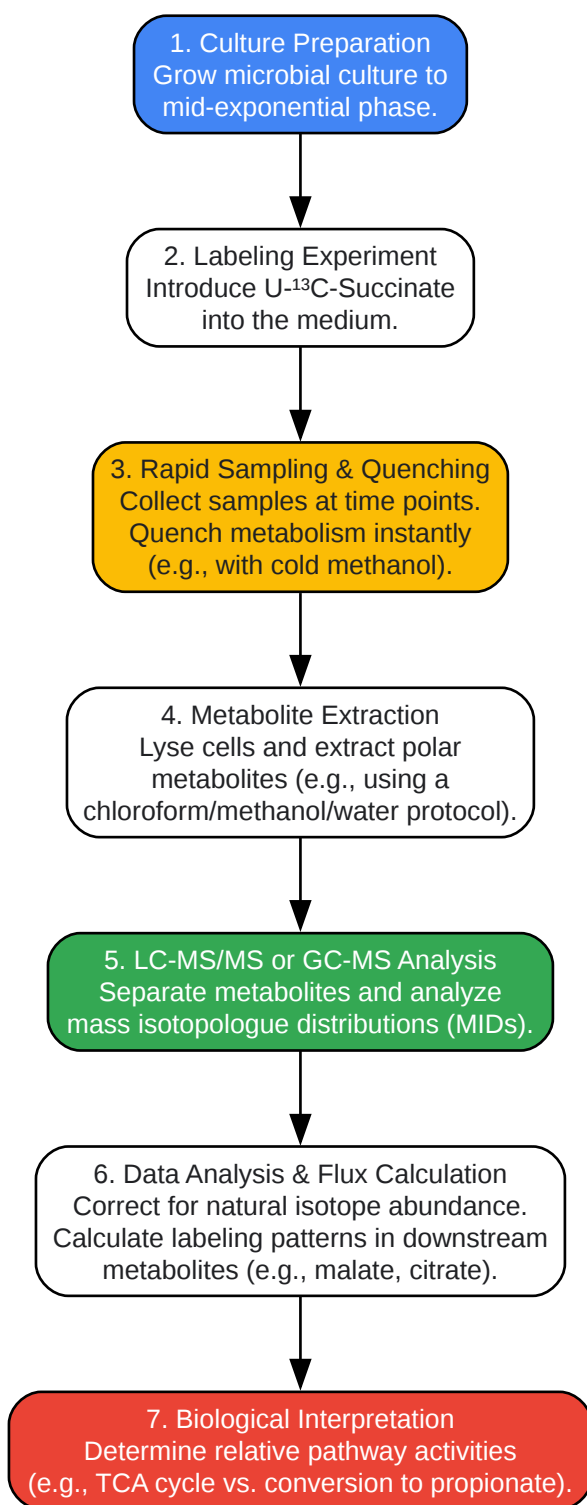 1. Culture Preparation
Grow microbial culture to
mid-exponential phase.
2. Labeling Experiment
Introduce U-¹³C-Succinate
into the medium.
3. Rapid Sampling & Quenching
Collect samples at time points.
Quench metabolism instantly
(e.g., with cold methanol).
4. Metabolite Extraction
Lyse cells and extract polar
metabolites (e.g., using a
chloroform/methanol/water protocol).
5. LC-MS/MS or GC-MS Analysis
Separate metabolites and analyze
mass isotopologue distributions (MIDs).
6. Data Analysis & Flux Calculation
Correct for natural isotope abundance.
Calculate labeling patterns in downstream
metabolites (e.g., malate, citrate).
7. Biological Interpretation
Determine relative pathway activities
(e.g., TCA cycle vs. conversion to propionate).